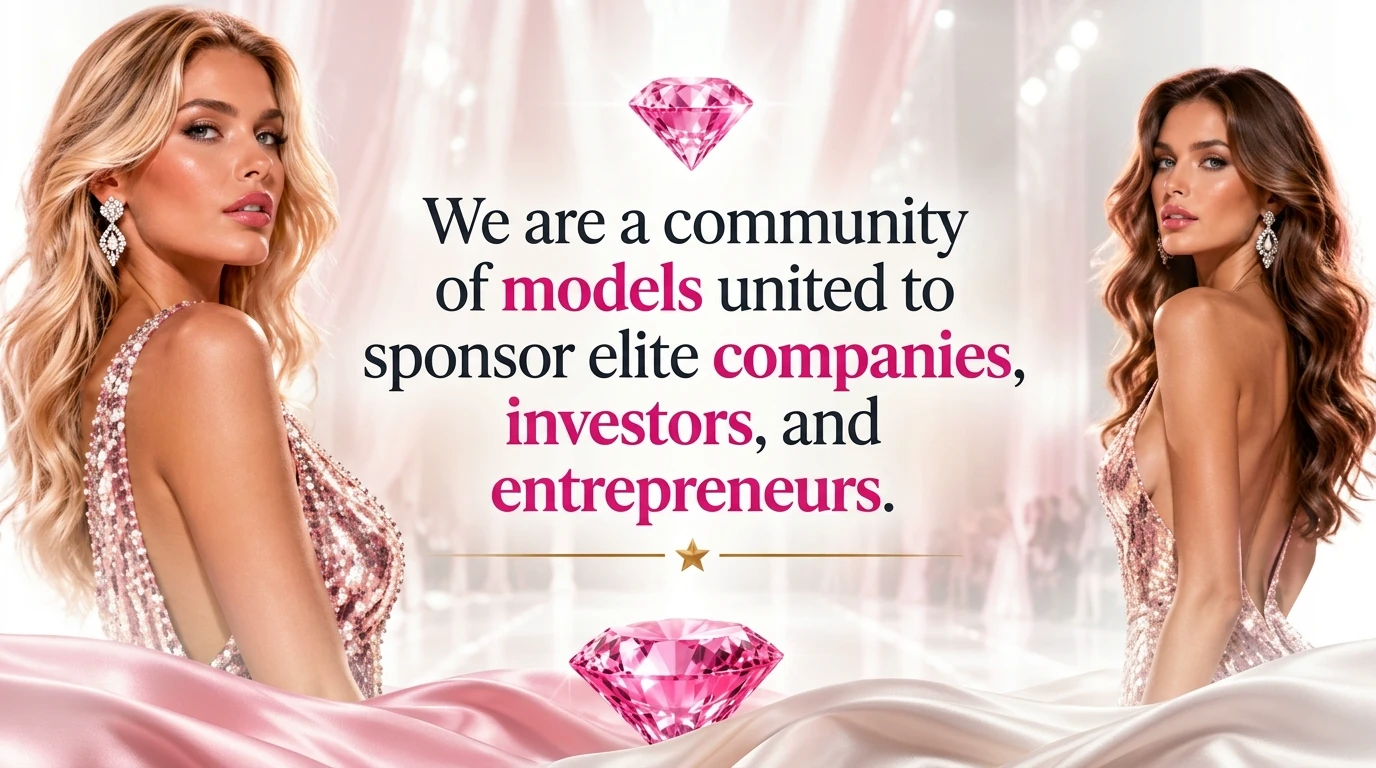 We are a community
of models united to
sponsor elite companies,
investors, and
entrepreneurs.